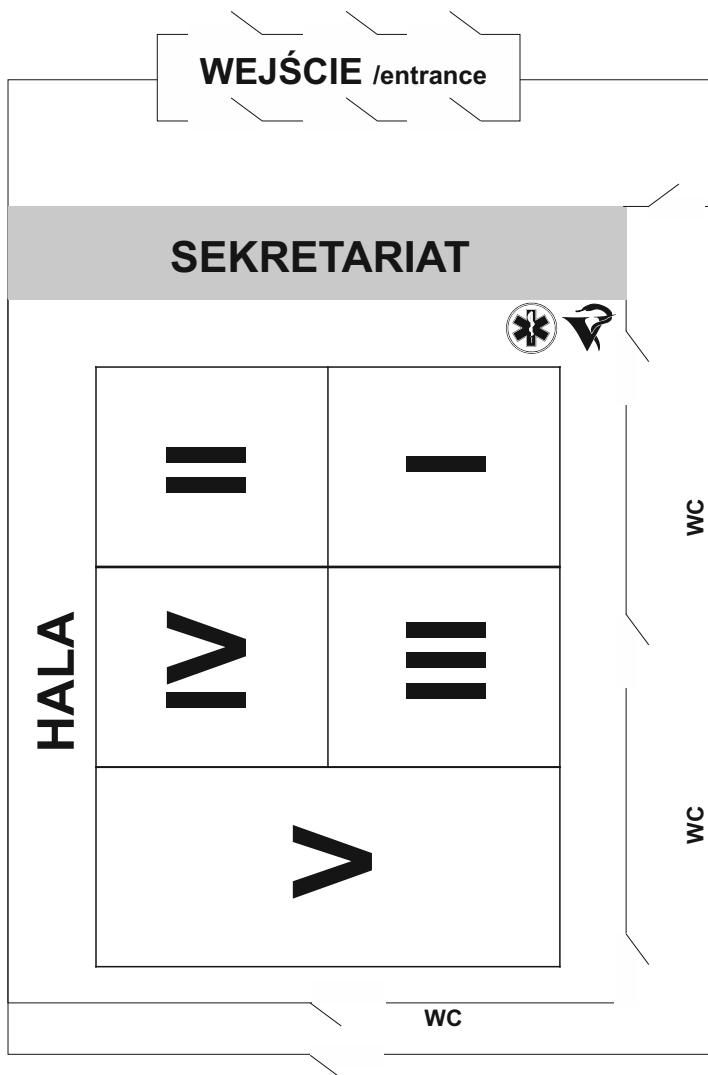 WEJŚCIE /entrance
SEKRETARIAT
II
I
WC
HALA
IV
III
WC
V
WC